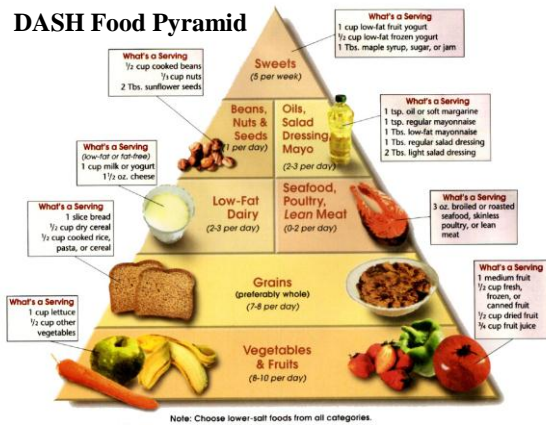 DASH Food Pyramid
What's a Serving
1 cup low-fat fruit yogurt
1/2 cup low-fat frozen yogurt
1 Tbs. maple syrup, sugar, or jam
Sweets
(5 per week)
What's a Serving
1/2 cup cooked beans
1/3 cup nuts
2 Tbs. sunflower seeds
Beans,
Nuts &
Seeds
(1 per day)
Oils,
Salad
Dressing,
Mayo
(2-3 per day)
What's a Serving
1 tsp. oil or soft margarine
1 tsp. regular mayonnaise
1 Tbs. low-fat mayonnaise
1 Tbs. regular salad dressing
2 Tbs. light salad dressing
What's a Serving
(low-fat or fat-free)
1 cup milk or yogurt
1 1/2 oz. cheese
Low-Fat
Dairy
(2-3 per day)
Seafood,
Poultry,
Lean Meat
(0-2 per day)
What's a Serving
3 oz. broiled or roasted
seafood, skinless
poultry, or lean
meat
What's a Serving
1 slice bread
1/2 cup dry cereal
1/2 cup cooked rice,
pasta, or cereal
Grains
(preferably whole)
(7-8 per day)
What's a Serving
1 cup lettuce
1/2 cup other
vegetables
Vegetables
& Fruits
(8-10 per day)
What's a Serving
1 medium fruit
1/2 cup fresh,
frozen, or
canned fruit
1/2 cup dried fruit
3/4 cup fruit juice
Note: Choose lower-salt foods from all categories.